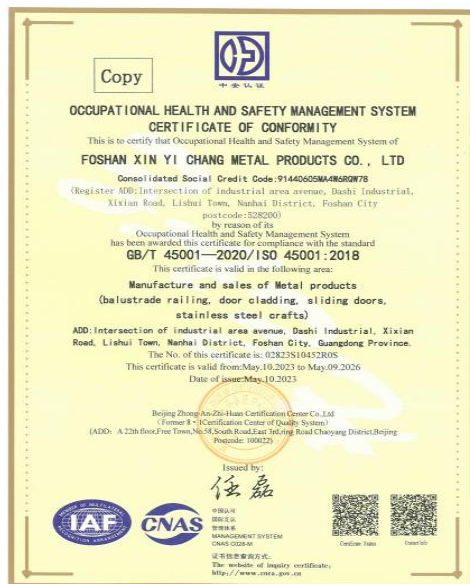 Copy
中安认证
OCCUPATIONAL HEALTH AND SAFETY MANAGEMENT SYSTEM
CERTIFICATE OF CONFORMITY
This is to certify that Occupational Health and Safety Management System of
FOSHAN XIN YI CHANG METAL PRODUCTS CO., LTD
Consolidated Social Credit Code:91440605MA4W6RQW78
(Register ADD:Intersection of industrial area avenue, Dashi Industrial,
Xixian Road, Lishui Town, Nanhai District, Foshan City
postcode:528200)
by reason of its
Occupational Health and Safety Management System
has been awarded this certificate for compliance with the standard
GB/T 45001—2020/ISO 45001:2018
This certificate is valid in the following area:
Manufacture and sales of Metal products
(balustrade railing, door cladding, sliding doors,
stainless steel crafts)
ADD:Intersection of industrial area avenue, Dashi Industrial, Xixian
Road, Lishui Town, Nanhai District, Foshan City, Guangdong Province.
The No. of this certificate is: 02823S10452R0S
This certificate is valid from:May.10.2023 to May.09.2026
Date of issue:May.10.2023
Beijing Zhong-An-Zhi-Huan Certification Center Co.,Ltd
(Former 8・1Certification Center of Quality System)
(ADD: A 22th floor,Free Town,No.58,South Road,East 3rd,ring Road Chaoyang District,Beijing
Postcode: 100022)
Issued by:
任磊
MEMBER OF MULTILATERAL
IAF
RECOGNITION ARRANGEMENT
CNAS
中国认可
国际互认
管理体系
MANAGEMENT SYSTEM
CNAS C028-M
证书信息查询方式:
The website of inquiry certificate:
http://www.cnca.gov.cn
Certificate Status